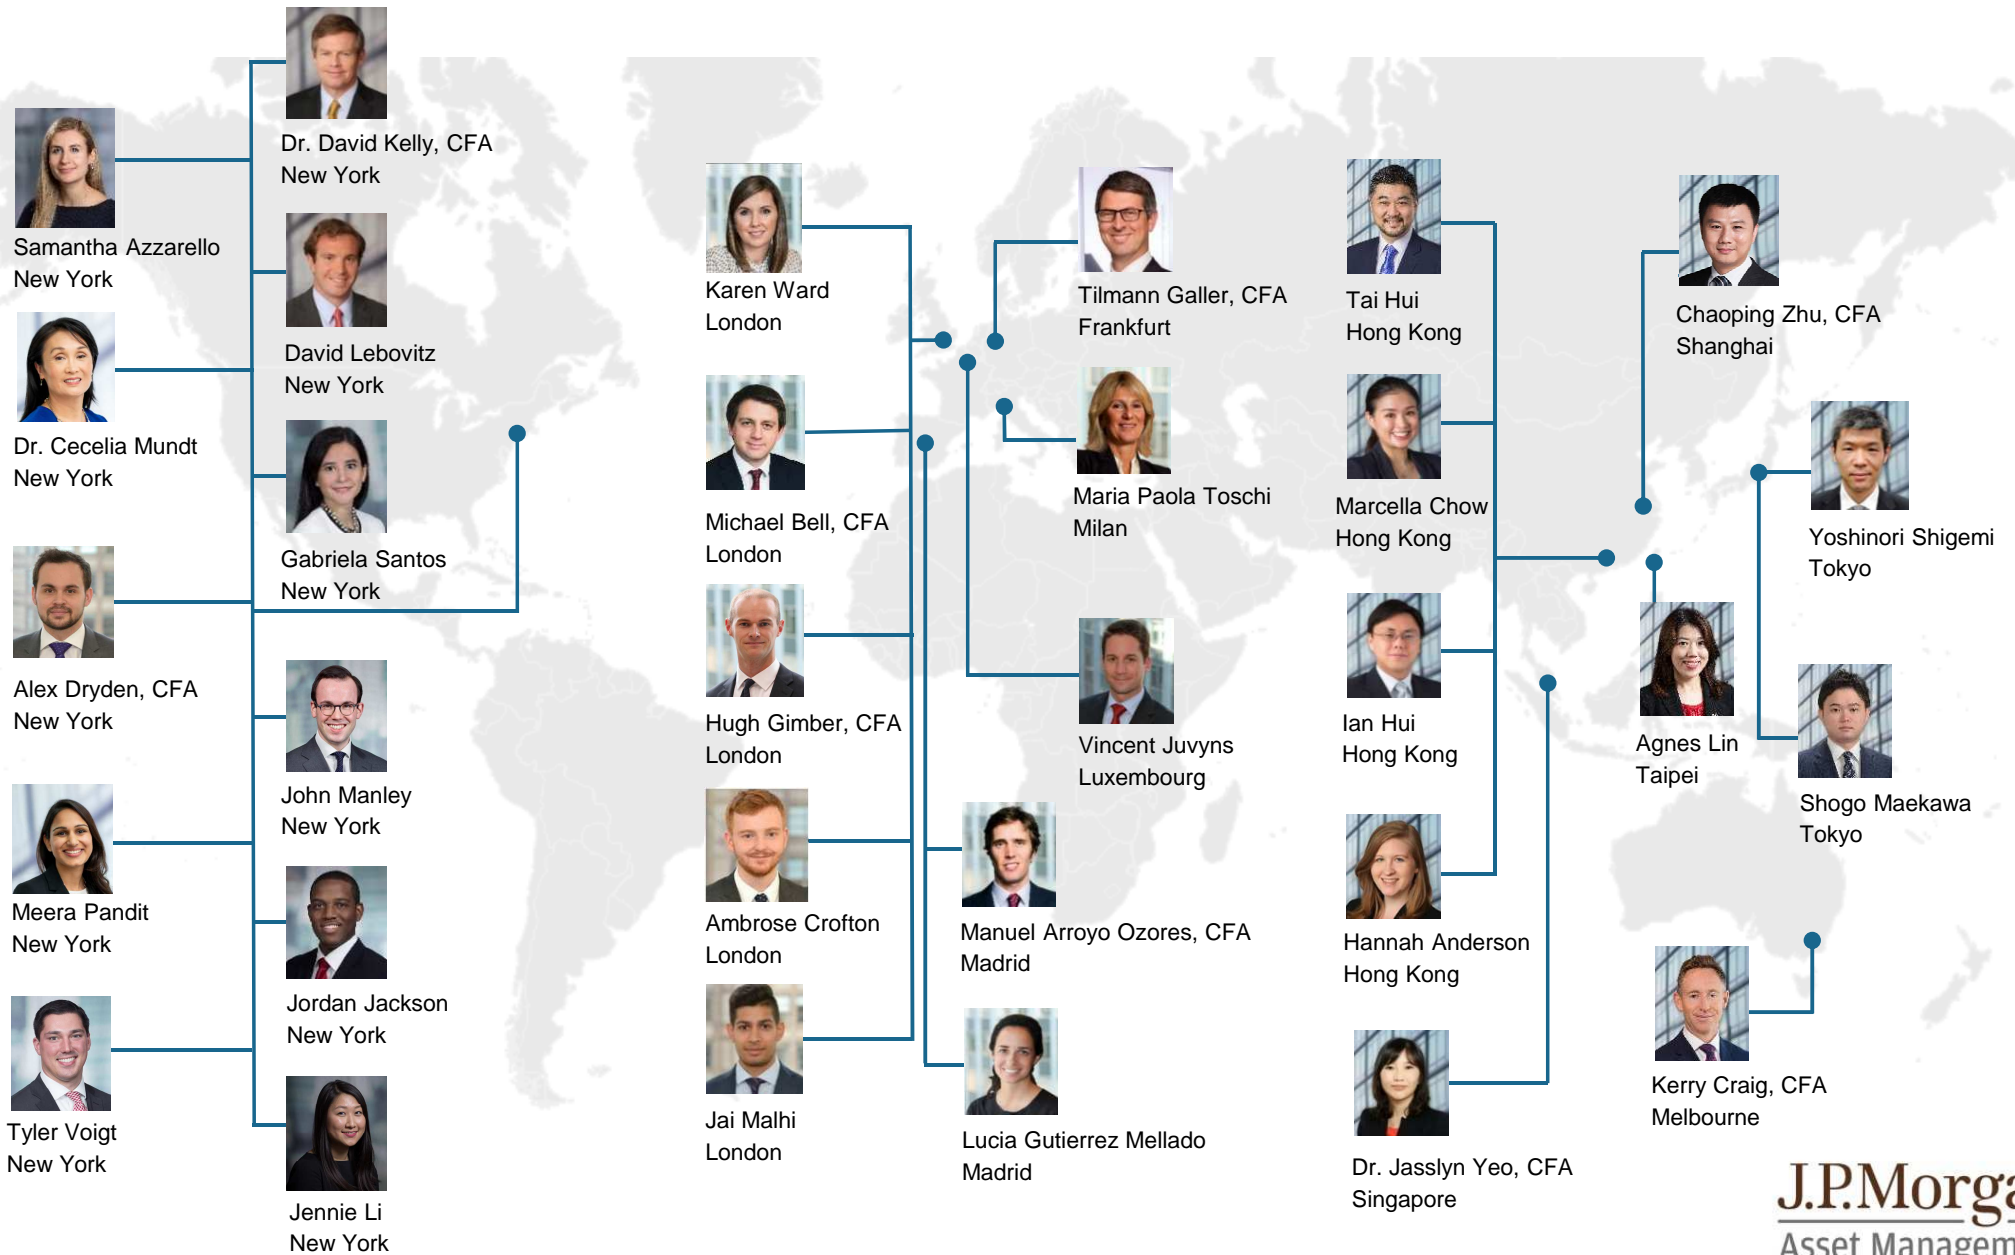 Dr. David Kelly, CFA
New York
Samantha Azzarello
New York
David Lebovitz
New York
Dr. Cecelia Mundt
New York
Gabriela Santos
New York
Alex Dryden, CFA
New York
John Manley
New York
Meera Pandit
New York
Jordan Jackson
New York
Tyler Voigt
New York
Jennie Li
New York
Karen Ward
London
Michael Bell, CFA
London
Hugh Gimber, CFA
London
Ambrose Crofton
London
Jai Malhi
London
Tilmann Galler, CFA
Frankfurt
Maria Paola Toschi
Milan
Vincent Juvyns
Luxembourg
Manuel Arroyo Ozores, CFA
Madrid
Lucia Gutierrez Mellado
Madrid
Tai Hui
Hong Kong
Marcella Chow
Hong Kong
Ian Hui
Hong Kong
Hannah Anderson
Hong Kong
Dr. Jasslyn Yeo, CFA
Singapore
Chaoping Zhu, CFA
Shanghai
Yoshinori Shigemi
Tokyo
Agnes Lin
Taipei
Shogo Maekawa
Tokyo
Kerry Craig, CFA
Melbourne
J.P.Morga
Asset Managem